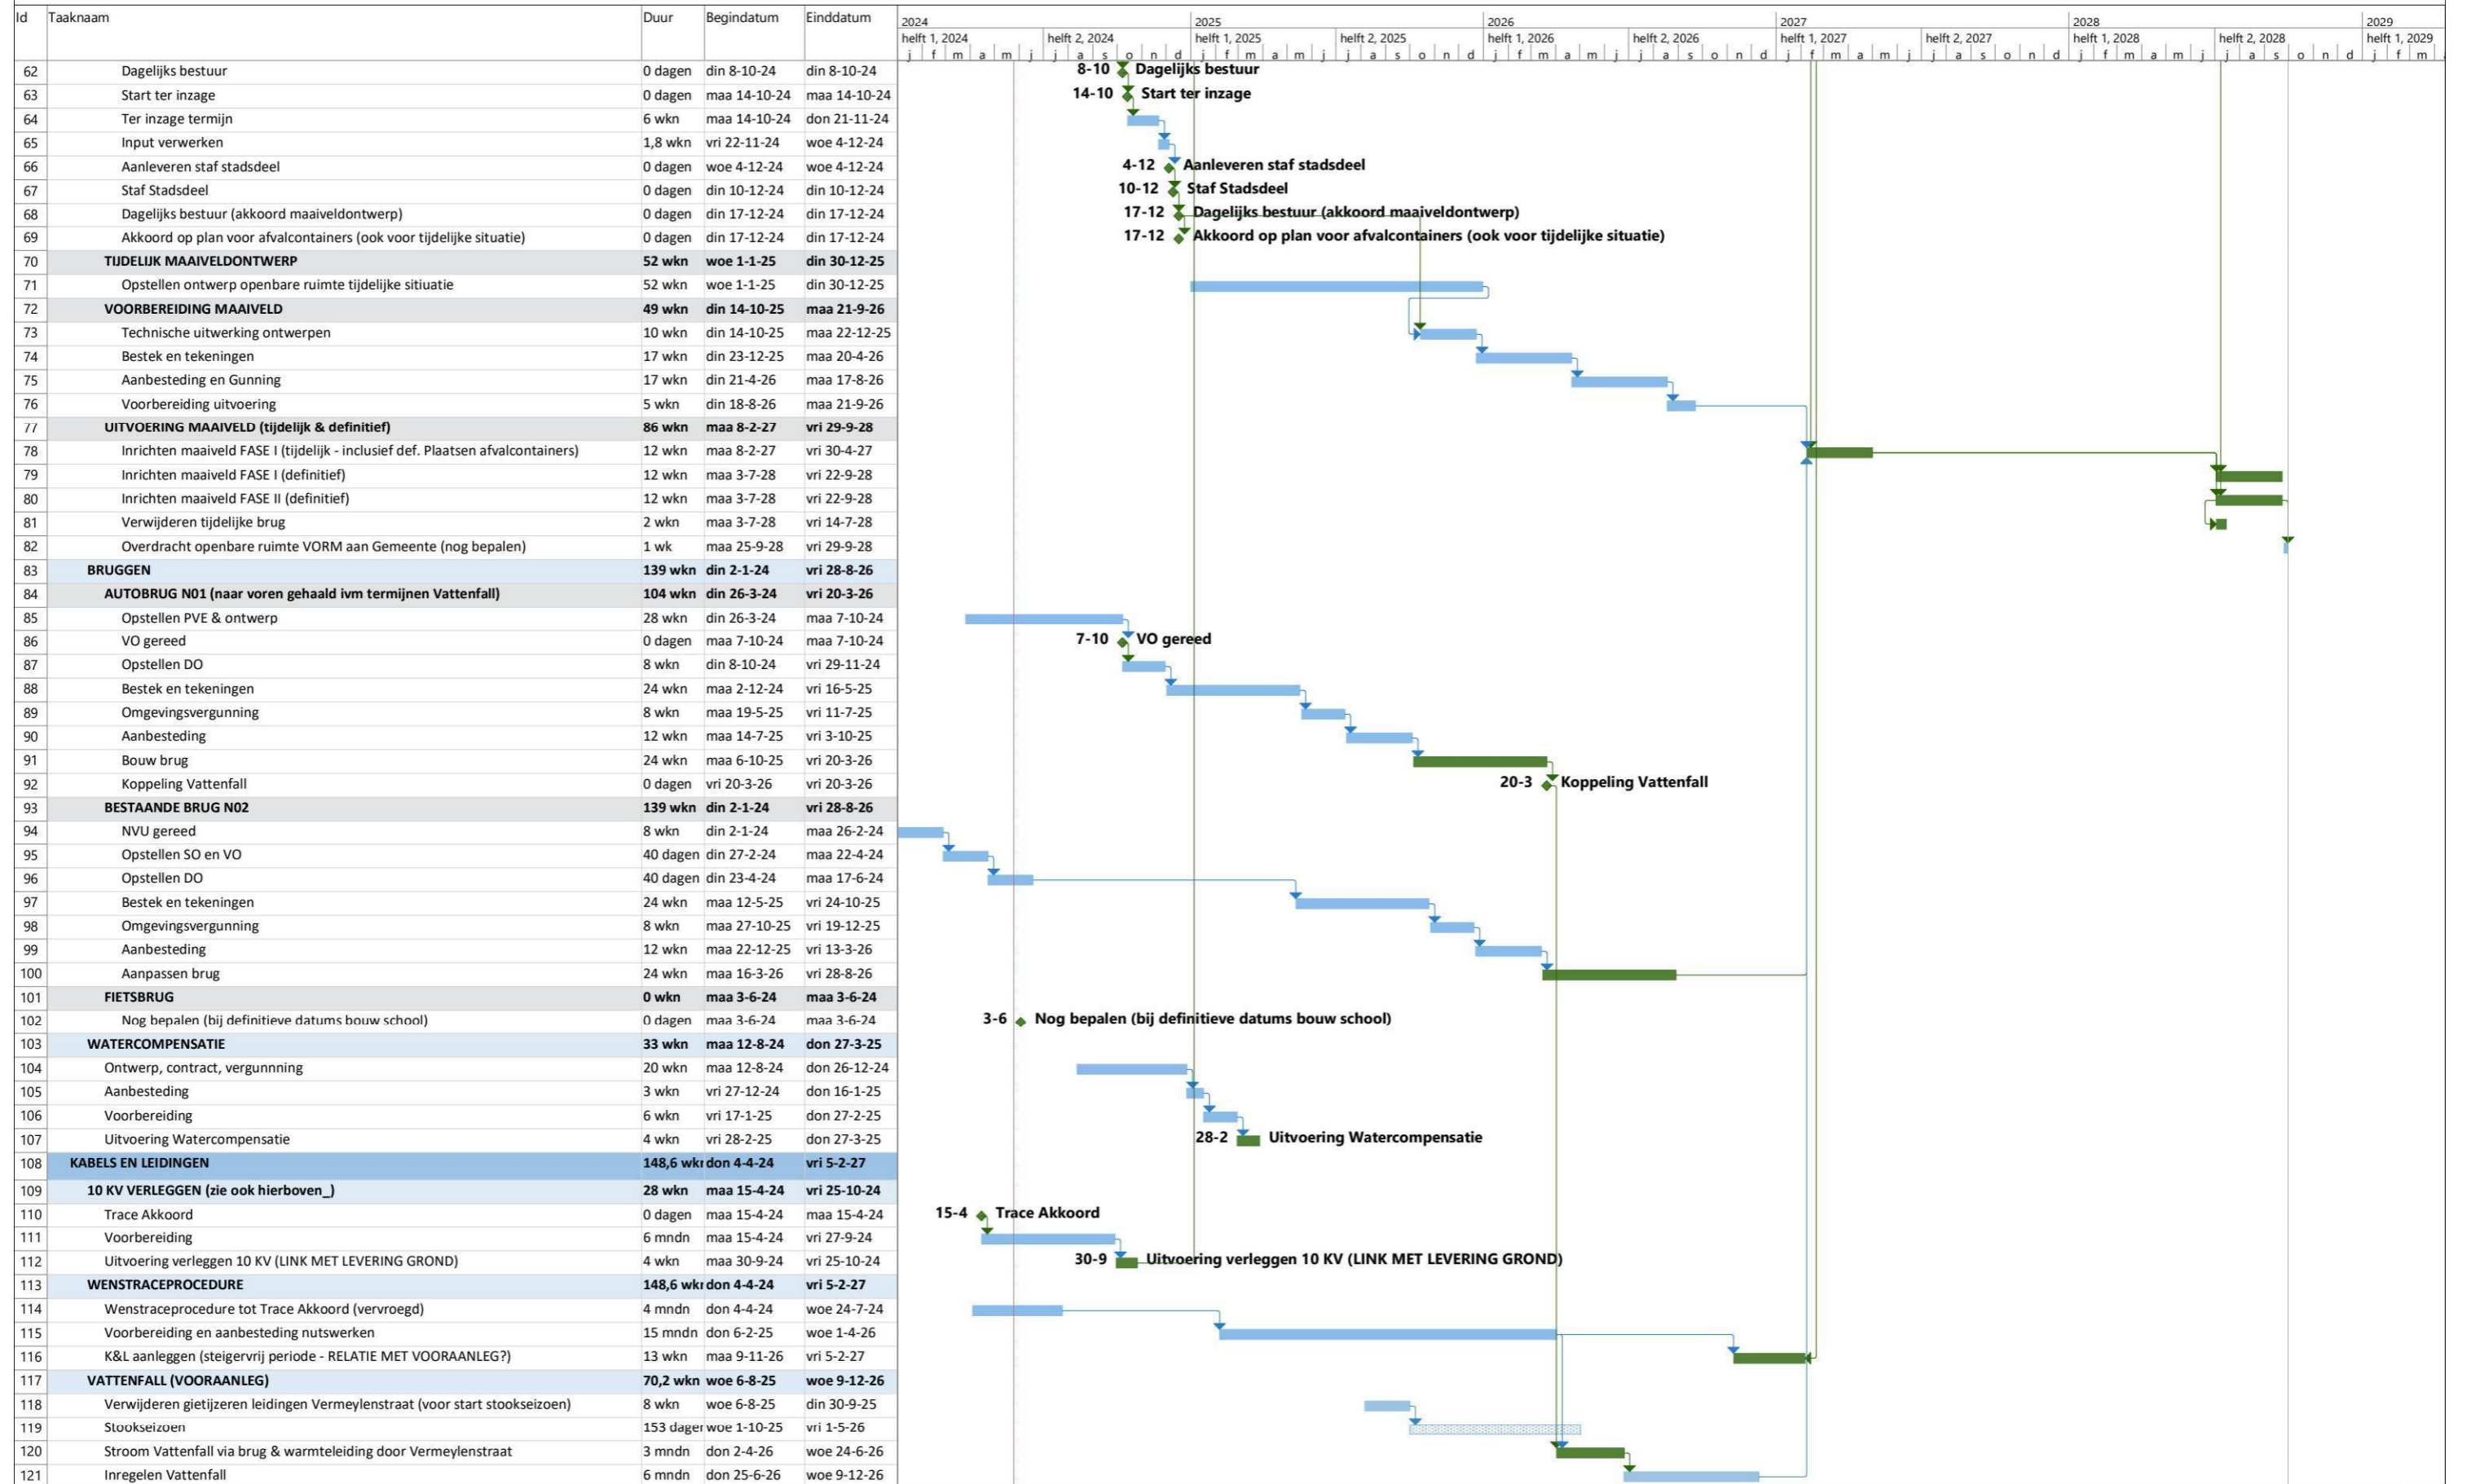 Id Taaknaam Duur Begindatum Einddatum 2024 2025 2026 2027 2028 2029
helft 1, 2024 helft 2, 2024 helft 1, 2025 helft 2, 2025 helft 1, 2026 helft 2, 2026 helft 1, 2027 helft 2, 2027 helft 1, 2028 helft 2, 2028 helft 1, 2029
j f m a m j j a s o n d j f m a m j j a s o n d j f m a m j j a s o n d j f m a m j j a s o n d j f m a m j j a s o n d j f m
62 Dagelijks bestuur 0 dagen din 8-10-24 din 8-10-24 8-10 Dagelijks bestuur
63 Start ter inzage 0 dagen maa 14-10-24 maa 14-10-24 14-10 Start ter inzage
64 Ter inzage termijn 6 wkn maa 14-10-24 don 21-11-24
65 Input verwerken 1,8 wkn vri 22-11-24 woe 4-12-24
66 Aanleveren staf stadsdeel 0 dagen woe 4-12-24 woe 4-12-24 4-12 Aanleveren staf stadsdeel
67 Staf Stadsdeel 0 dagen din 10-12-24 din 10-12-24 10-12 Staf Stadsdeel
68 Dagelijks bestuur (akkoord maaiveldontwerp) 0 dagen din 17-12-24 din 17-12-24 17-12 Dagelijks bestuur (akkoord maaiveldontwerp)
69 Akkoord op plan voor afvalcontainers (ook voor tijdelijke situatie) 0 dagen din 17-12-24 din 17-12-24 17-12 Akkoord op plan voor afvalcontainers (ook voor tijdelijke situatie)
70 TIJDELIJK MAAIVELDONTWERP 52 wkn woe 1-1-25 din 30-12-25
71 Opstellen ontwerp openbare ruimte tijdelijke sitiuatie 52 wkn woe 1-1-25 din 30-12-25
72 VOORBEREIDING MAAIVELD 49 wkn din 14-10-25 maa 21-9-26
73 Technische uitwerking ontwerpen 10 wkn din 14-10-25 maa 22-12-25
74 Bestek en tekeningen 17 wkn din 23-12-25 maa 20-4-26
75 Aanbesteding en Gunning 17 wkn din 21-4-26 maa 17-8-26
76 Voorbereiding uitvoering 5 wkn din 18-8-26 maa 21-9-26
77 UITVOERING MAAIVELD (tijdelijk & definitief) 86 wkn maa 8-2-27 vri 29-9-28
78 Inrichten maaiveld FASE I (tijdelijk - inclusief def. Plaatsen afvalcontainers) 12 wkn maa 8-2-27 vri 30-4-27
79 Inrichten maaiveld FASE I (definitief) 12 wkn maa 3-7-28 vri 22-9-28
80 Inrichten maaiveld FASE II (definitief) 12 wkn maa 3-7-28 vri 22-9-28
81 Verwijderen tijdelijke brug 2 wkn maa 3-7-28 vri 14-7-28
82 Overdracht openbare ruimte VORM aan Gemeente (nog bepalen) 1 wk maa 25-9-28 vri 29-9-28
83 BRUGGEN 139 wkn din 2-1-24 vri 28-8-26
84 AUTOBRUG N01 (naar voren gehaald ivm termijnen Vattenfall) 104 wkn din 26-3-24 vri 20-3-26
85 Opstellen PVE & ontwerp 28 wkn din 26-3-24 maa 7-10-24
86 VO gereed 0 dagen maa 7-10-24 maa 7-10-24 7-10 VO gereed
87 Opstellen DO 8 wkn din 8-10-24 vri 29-11-24
88 Bestek en tekeningen 24 wkn maa 2-12-24 vri 16-5-25
89 Omgevingsvergunning 8 wkn maa 19-5-25 vri 11-7-25
90 Aanbesteding 12 wkn maa 14-7-25 vri 3-10-25
91 Bouw brug 24 wkn maa 6-10-25 vri 20-3-26
92 Koppeling Vattenfall 0 dagen vri 20-3-26 vri 20-3-26 20-3 Koppeling Vattenfall
93 BESTAANDE BRUG N02 139 wkn din 2-1-24 vri 28-8-26
94 NVU gereed 8 wkn din 2-1-24 maa 26-2-24
95 Opstellen SO en VO 40 dagen din 27-2-24 maa 22-4-24
96 Opstellen DO 40 dagen din 23-4-24 maa 17-6-24
97 Bestek en tekeningen 24 wkn maa 12-5-25 vri 24-10-25
98 Omgevingsvergunning 8 wkn maa 27-10-25 vri 19-12-25
99 Aanbesteding 12 wkn maa 22-12-25 vri 13-3-26
100 Aanpassen brug 24 wkn maa 16-3-26 vri 28-8-26
101 FIETSBRUG 0 wkn maa 3-6-24 maa 3-6-24
102 Nog bepalen (bij definitieve datums bouw school) 0 dagen maa 3-6-24 maa 3-6-24 3-6 Nog bepalen (bij definitieve datums bouw school)
103 WATERCOMPENSATIE 33 wkn maa 12-8-24 don 27-3-25
104 Ontwerp, contract, vergunnning 20 wkn maa 12-8-24 don 26-12-24
105 Aanbesteding 3 wkn vri 27-12-24 don 16-1-25
106 Voorbereiding 6 wkn vri 17-1-25 don 27-2-25
107 Uitvoering Watercompensatie 4 wkn vri 28-2-25 don 27-3-25 28-2 Uitvoering Watercompensatie
108 KABELS EN LEIDINGEN 148,6 wkn don 4-4-24 vri 5-2-27
109 10 KV VERLEGGEN (zie ook hierboven_) 28 wkn maa 15-4-24 vri 25-10-24
110 Trace Akkoord 0 dagen maa 15-4-24 maa 15-4-24 15-4 Trace Akkoord
111 Voorbereiding 6 mndn maa 15-4-24 vri 27-9-24
112 Uitvoering verleggen 10 KV (LINK MET LEVERING GROND) 4 wkn maa 30-9-24 vri 25-10-24 30-9 Uitvoering verleggen 10 KV (LINK MET LEVERING GROND)
113 WENSTRACEPROCEDURE 148,6 wkn don 4-4-24 vri 5-2-27
114 Wenstraceprocedure tot Trace Akkoord (vervroegd) 4 mndn don 4-4-24 woe 24-7-24
115 Voorbereiding en aanbesteding nutswerken 15 mndn don 6-2-25 woe 1-4-26
116 K&L aanleggen (steigervrij periode - RELATIE MET VOORAANLEG?) 13 wkn maa 9-11-26 vri 5-2-27
117 VATTENFALL (VOORAANLEG) 70,2 wkn woe 6-8-25 woe 9-12-26
118 Verwijderen gietijzeren leidingen Vermeylenstraat (voor start stookseizoen) 8 wkn woe 6-8-25 din 30-9-25
119 Stookseizoen 153 dagen woe 1-10-25 vri 1-5-26
120 Stroom Vattenfall via brug & warmteleiding door Vermeylenstraat 3 mndn don 2-4-26 woe 24-6-26
121 Inregelen Vattenfall 6 mndn don 25-6-26 woe 9-12-26